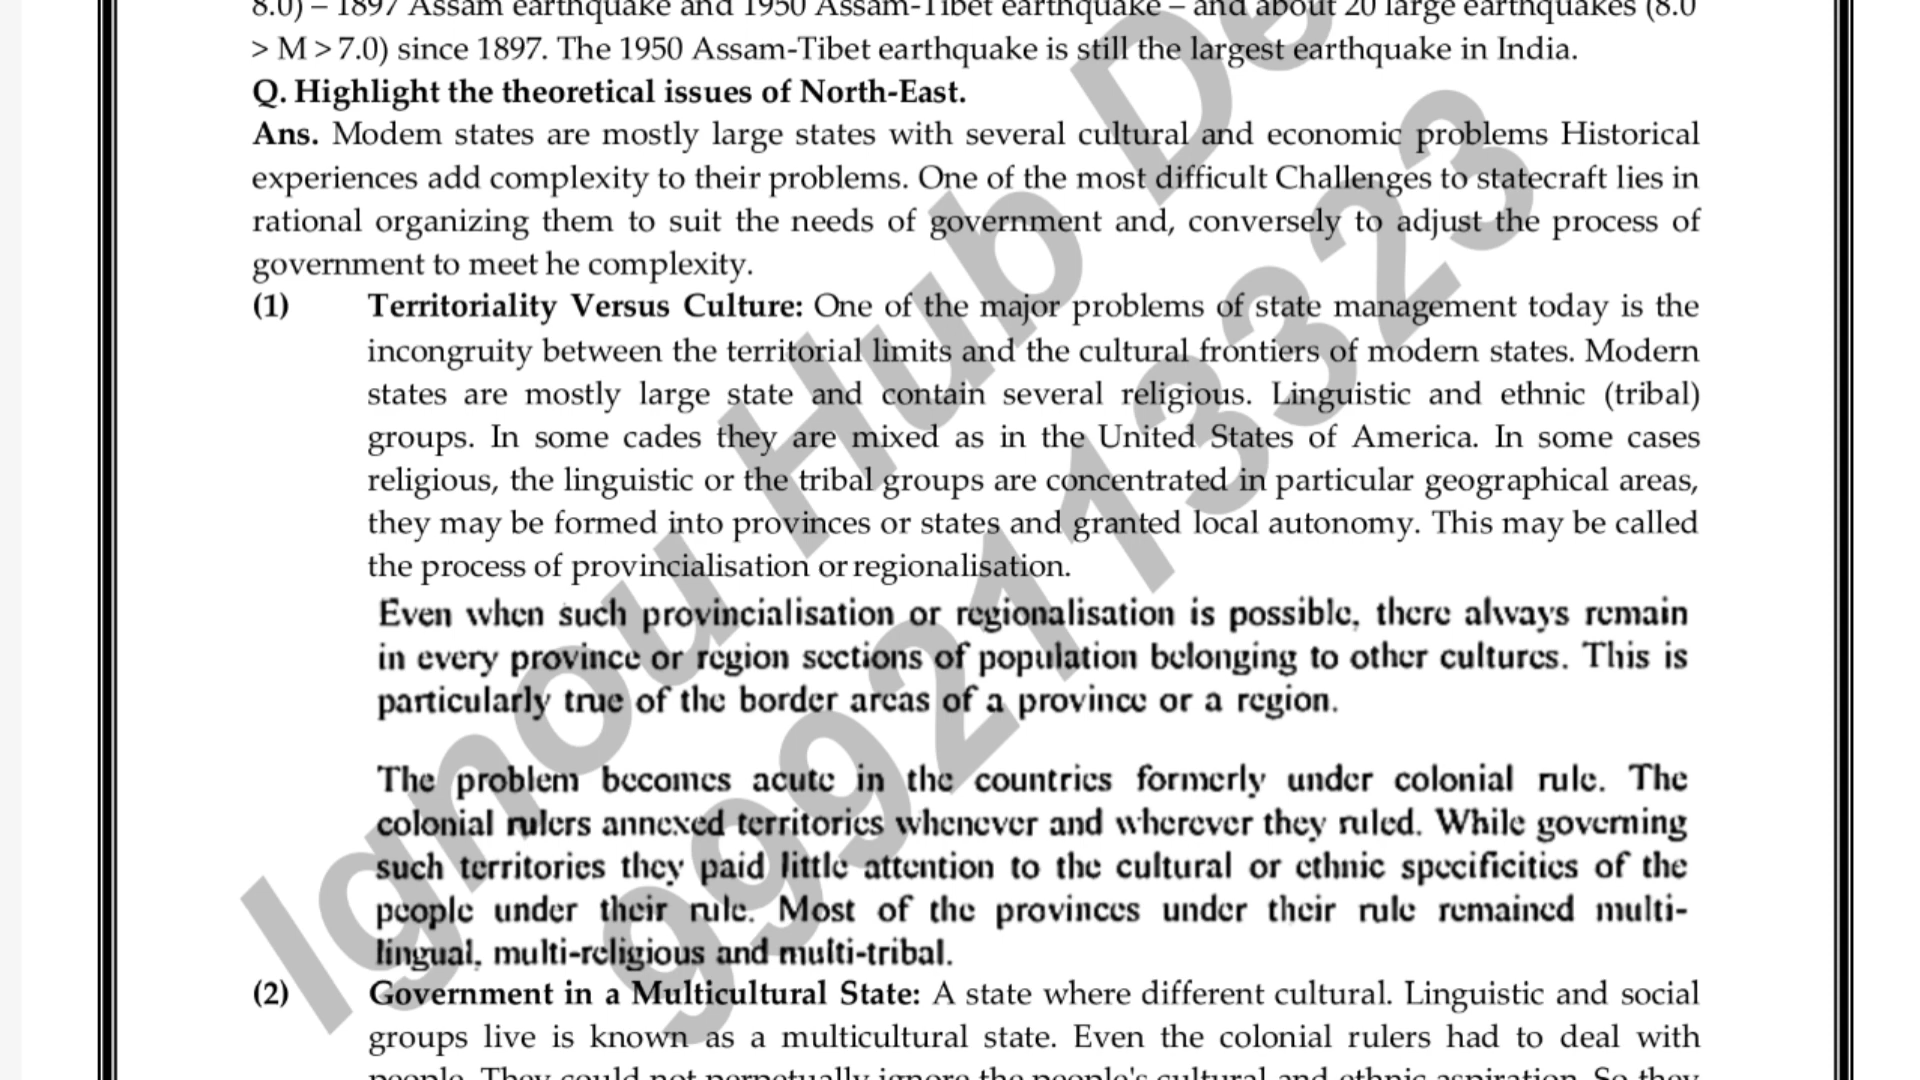 8.0) – 1897 Assam earthquake and 1950 Assam-Tibet earthquake – and about 20 large earthquakes (8.0
> M > 7.0) since 1897. The 1950 Assam-Tibet earthquake is still the largest earthquake in India.
Q. Highlight the theoretical issues of North-East.
Ans. Modem states are mostly large states with several cultural and economic problems Historical
experiences add complexity to their problems. One of the most difficult Challenges to statecraft lies in
rational organizing them to suit the needs of government and, conversely to adjust the process of
government to meet he complexity.
(1) Territoriality Versus Culture: One of the major problems of state management today is the
incongruity between the territorial limits and the cultural frontiers of modern states. Modern
states are mostly large state and contain several religious. Linguistic and ethnic (tribal)
groups. In some cades they are mixed as in the United States of America. In some cases
religious, the linguistic or the tribal groups are concentrated in particular geographical areas,
they may be formed into provinces or states and granted local autonomy. This may be called
the process of provincialisation or regionalisation.
Even when such provincialisation or regionalisation is possible, there always remain
in every province or region sections of population belonging to other cultures. This is
particularly true of the border areas of a province or a region.
The problem becomes acute in the countries formerly under colonial rule. The
colonial rulers annexed territories whenever and wherever they ruled. While governing
such territories they paid little attention to the cultural or ethnic specificities of the
people under their rule. Most of the provinces under their rule remained multi-
lingual, multi-religious and multi-tribal.
(2) Government in a Multicultural State: A state where different cultural. Linguistic and social
groups live is known as a multicultural state. Even the colonial rulers had to deal with
people. They could not perpetually ignore the people's cultural and ethnic aspiration. So they
Ignou Hub De
9992113323